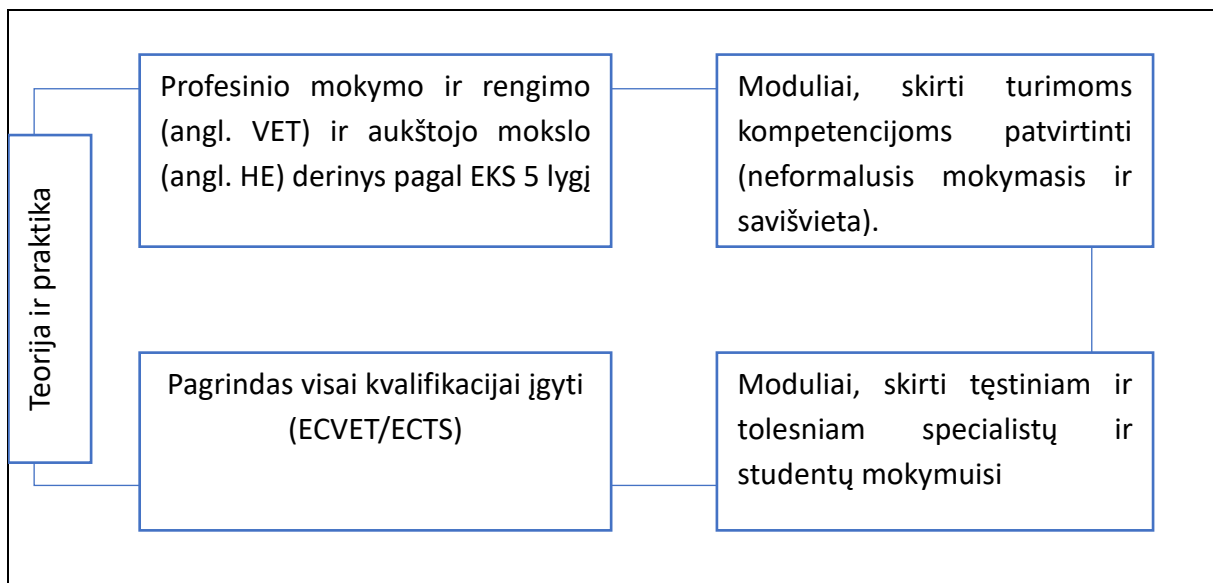 Teorija ir praktika
Profesinio mokymo ir rengimo
(angl. VET) ir aukštojo mokslo
(angl. HE) derinys pagal EKS 5 lygį
Moduliai, skirti turimoms
kompetencijoms patvirtinti
(neformalusis mokymasis ir
savišvieta).
Pagrindas visai kvalifikacijai įgyti
(ECVET/ECTS)
Moduliai, skirti tęstiniam ir
tolesniam specialistų ir
studentų mokymuisi